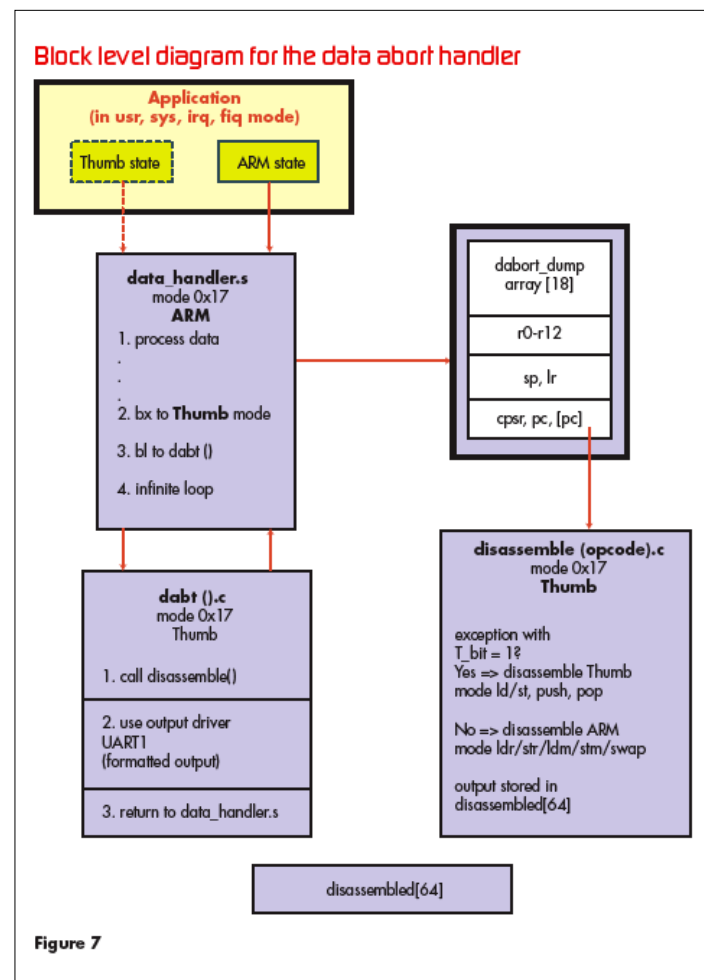 Block level diagram for the data abort handler
Application
(in usr, sys, irq, fiq mode)
Thumb state
ARM state
data_handler.s
mode 0x17
ARM
1. process data
.
.
.
2. bx to Thumb mode
3. bl to dabt ()
4. infinite loop
dabort_dump
array [18]
r0-r12
sp, lr
cpsr, pc, [pc]
dabt ().c
mode 0x17
Thumb
1. call disassemble()
2. use output driver
UART1
(formatted output)
3. return to data_handler.s
disassemble (opcode).c
mode 0x17
Thumb
exception with
T_bit = 1?
Yes => disassemble Thumb
mode ld/st, push, pop
No => disassemble ARM
mode ldr/str/ldm/stm/swap
output stored in
disassembled[64]
disassembled[64]
Figure 7